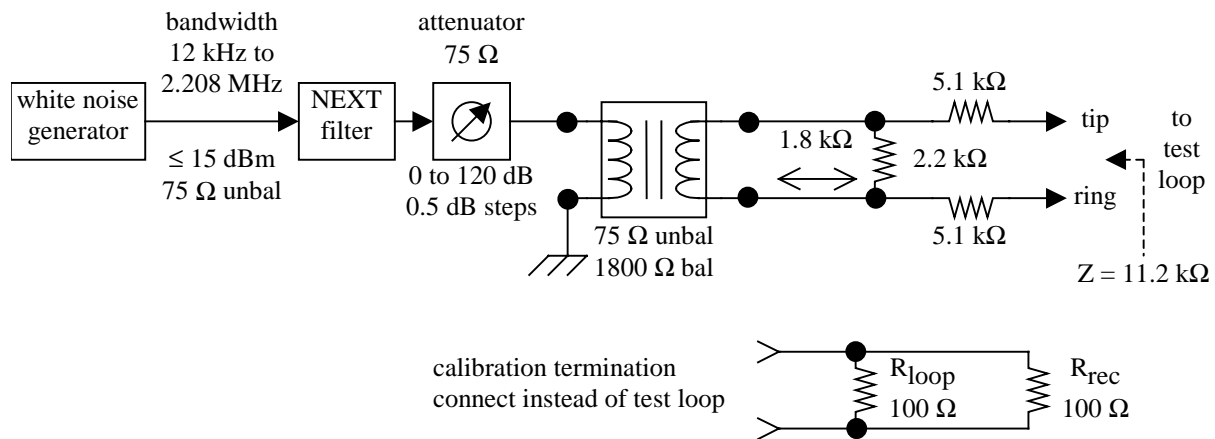 bandwidth
12 kHz to
2.208 MHz
attenuator
75 Ω
white noise
generator
NEXT
filter
≤ 15 dBm
75 Ω unbal
0 to 120 dB
0.5 dB steps
75 Ω unbal
1800 Ω bal
1.8 kΩ
2.2 kΩ
5.1 kΩ
5.1 kΩ
tip
ring
to
test
loop
Z = 11.2 kΩ
calibration termination
connect instead of test loop
Rloop
100 Ω
Rrec
100 Ω